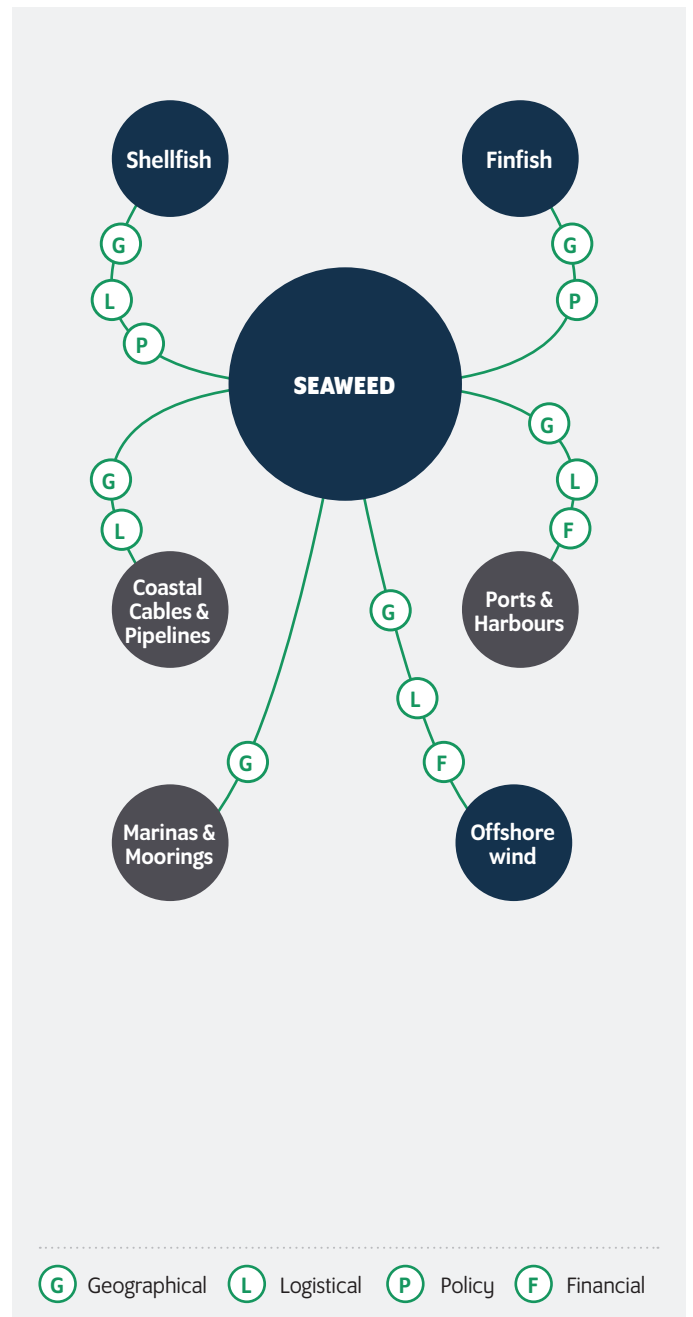 Shellfish
Finfish
G
L
P
G
P
SEAWEED
G
L
G
L
F
Coastal
Cables &
Pipelines
Ports &
Harbours
G
G
L
F
Marinas &
Moorings
Offshore
wind
G Geographical L Logistical P Policy F Financial